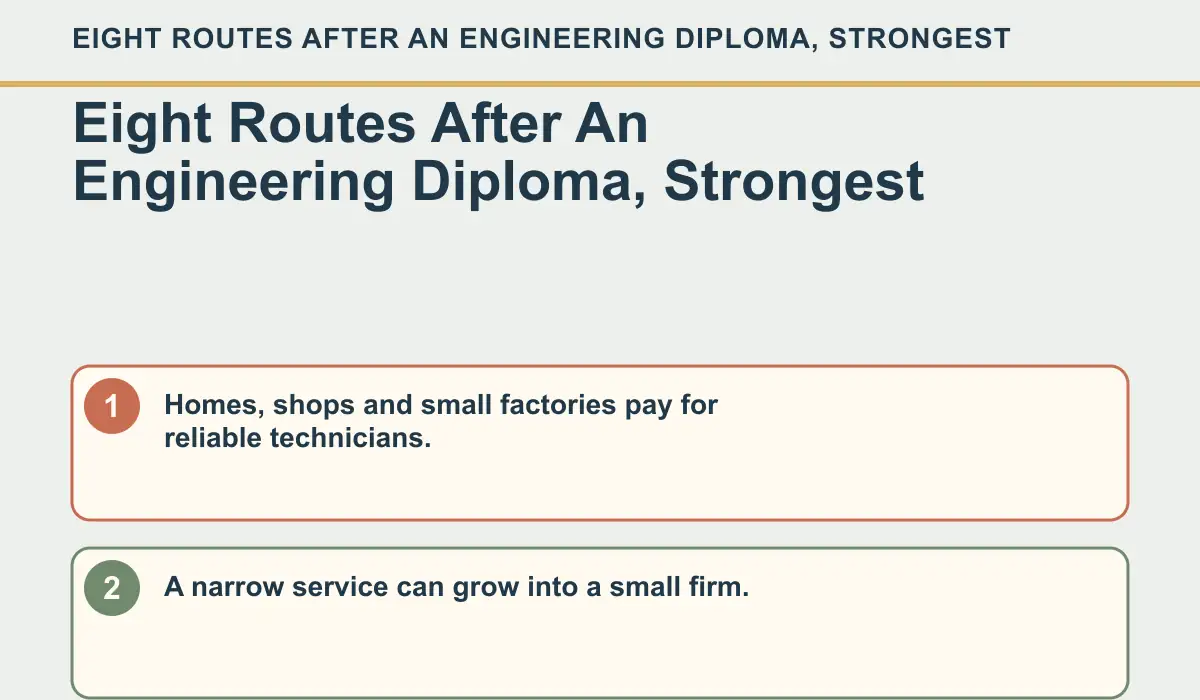 EIGHT ROUTES AFTER AN ENGINEERING DIPLOMA, STRONGEST
Eight Routes After An
Engineering Diploma, Strongest
1
Homes, shops and small factories pay for
reliable technicians.
2
A narrow service can grow into a small firm.